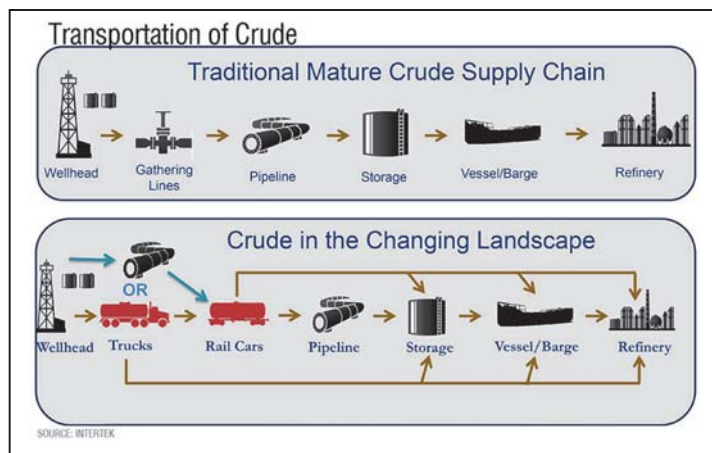 Transportation of Crude
Traditional Mature Crude Supply Chain
Wellhead
Gathering
Lines
Pipeline
Storage
Vessel/Barge
Refinery
Crude in the Changing Landscape
OR
Wellhead
Trucks
Rail Cars
Pipeline
Storage
Vessel/Barge
Refinery
SOURCE: INTERTEK